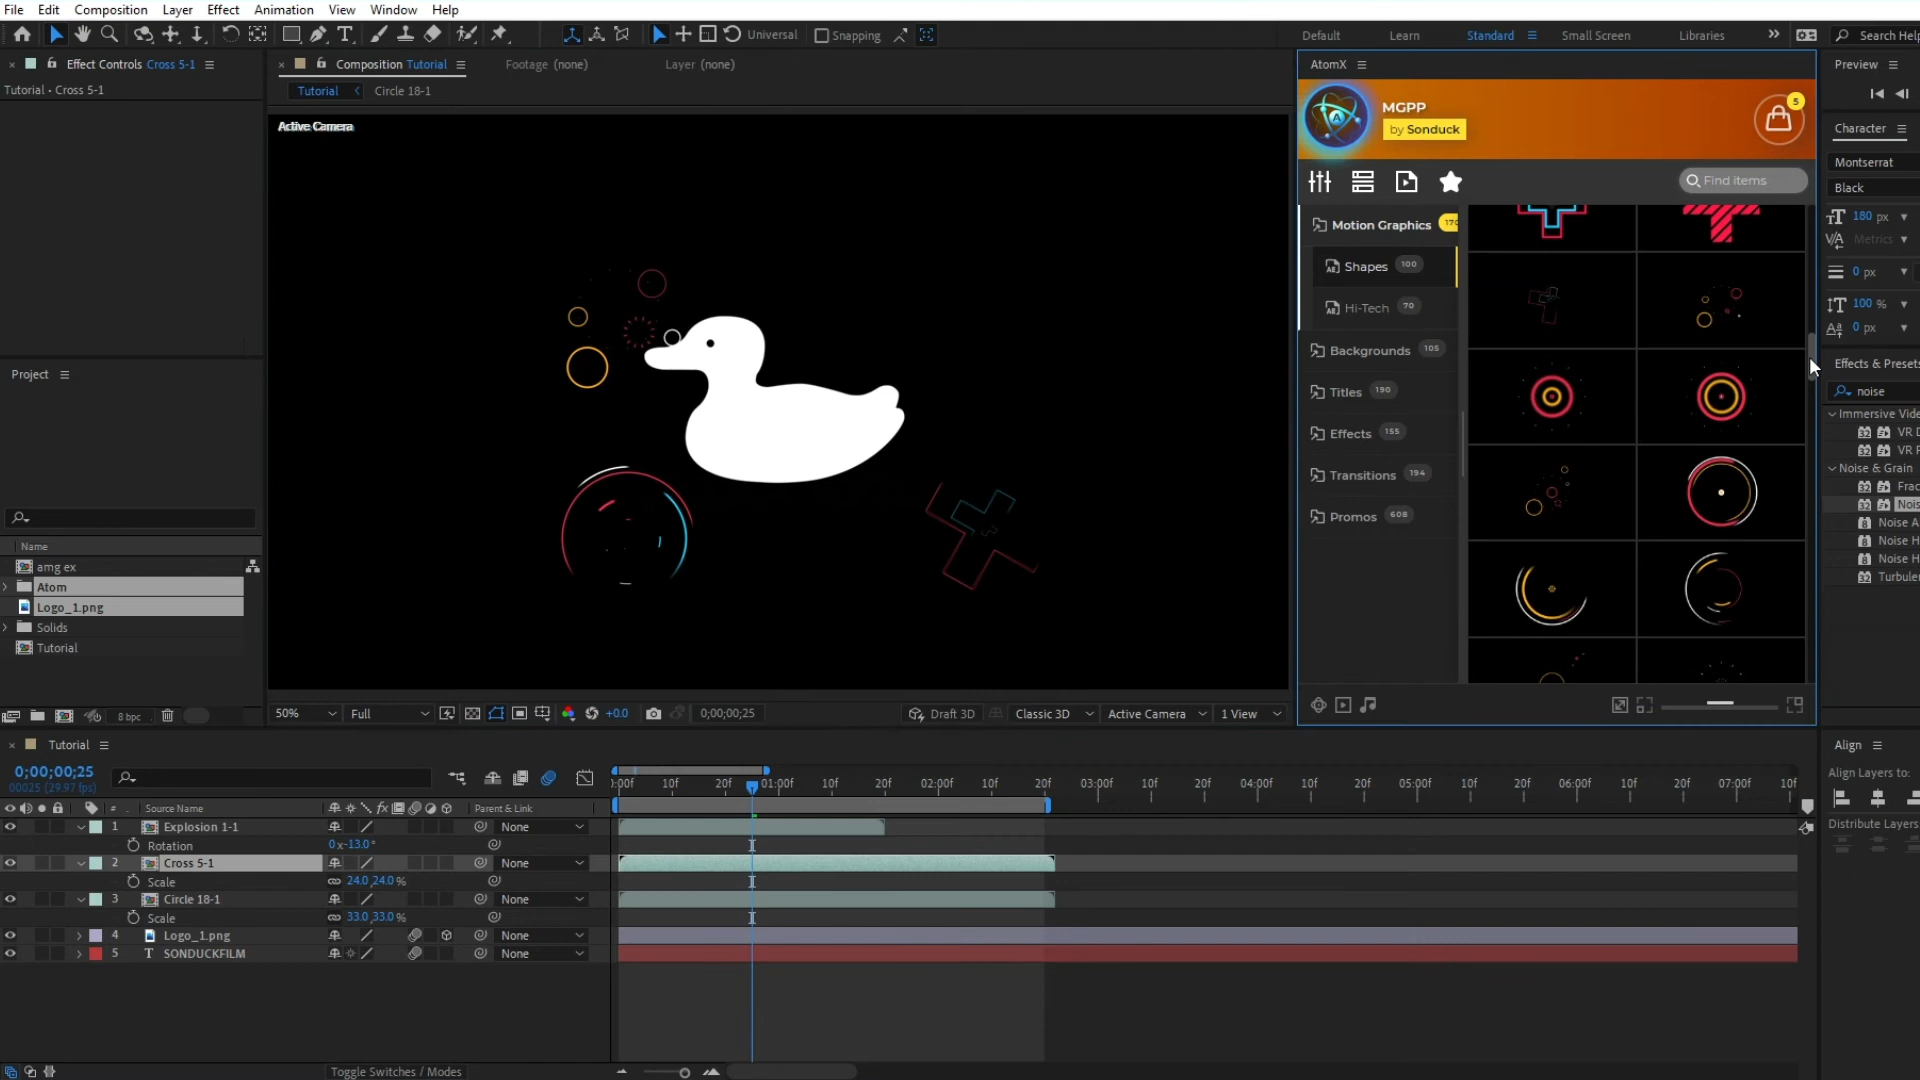 File Edit Composition Layer Effect Animation View Window Help
Universal Snapping Default Learn Standard Small Screen Libraries Search Help
Effect Controls Cross 5-1
Tutorial • Cross 5-1
Composition Tutorial
Footage (none)
Layer (none)
Tutorial
Circle 18-1
Active Camera
AtomX
MGPP
by Sonduck
5
Find items
Motion Graphics
Shapes 100
Hi-Tech 70
Backgrounds 105
Titles 190
Effects 155
Transitions 194
Promos 608
Preview
Character
Montserrat
Black
180 px
Metrics
0 px
100 %
0 px
Effects & Presets
noise
Immersive Vide
VR D
VR F
Noise & Grain
Frac
Nois
Noise A
Noise H
Noise H
Turbule
Project
Name
amg ex
Atom
Logo_1.png
Solids
Tutorial
8 bpc
50% Full +0.0 0;00;00;25 Draft 3D Classic 3D Active Camera 1 View
Tutorial
0;00;00;25
00025 (29.97 fps)
# Source Name Parent & Link
):00f 10f 20f 01:00f 10f 20f 02:00f 10f 20f 03:00f 10f 20f 04:00f 10f 20f 05:00f 10f 20f 06:00f 10f 20f 07:00f 10f
1 Explosion 1-1 None
Rotation 0x-13.0°
2 Cross 5-1 None
Scale 24.0,24.0 %
3 Circle 18-1 None
Scale 33.0,33.0 %
4 Logo_1.png None
5 T SONDUCKFILM None
Toggle Switches / Modes
Align
Align Layers to:
Distribute Layers